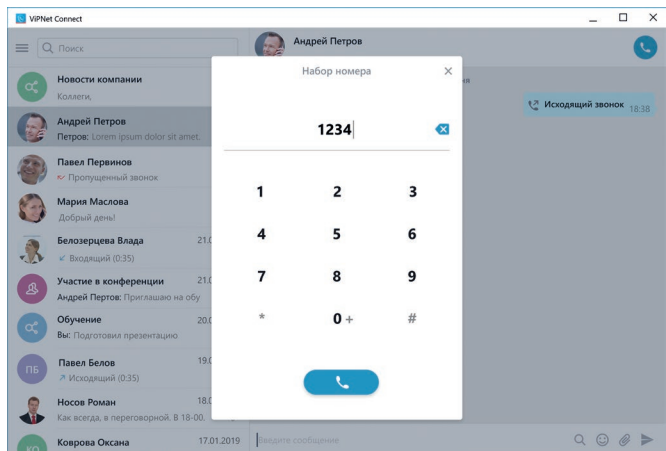 ViPNet Connect
Поиск
Андрей Петров
Новости компании
Коллеги,
Андрей Петров
Петров: Lorem ipsum dolor sit amet.
Павел Первинов
Пропущенный звонок
Мария Маслова
Добрый день!
Белозерцева Влада 21.0
Входящий (0:35)
Участие в конференции 21.0
Андрей Пертов: Приглашаю на обу
Обучение 20.0
Вы: Подготовил презентацию
ПБ
Павел Белов 19.0
Исходящий (0:35)
Носов Роман 18.0
Как всегда, в переговорной. В 18-00.
КО
Коврова Оксана 17.01.2019
Набор номера
1234
1 2 3
4 5 6
7 8 9
* 0 + #
Исходящий звонок 18:38
Введите сообщение